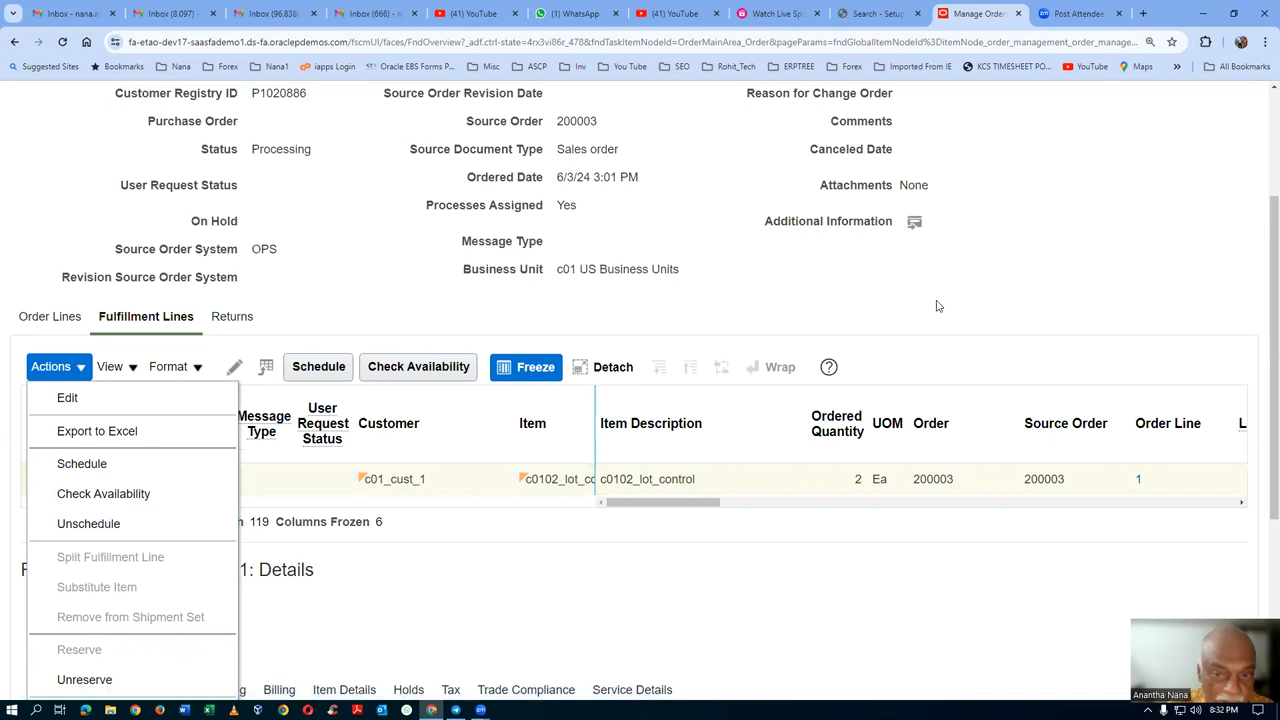 Inbox - nana.
Inbox (8,097)
Inbox (96,838)
Inbox (666) - n
(41) YouTube
(1) WhatsApp
(41) YouTube
Watch Live Spo
Search - Setup
Manage Order
Post Attendee
fa-etao-dev17-saasfademo1.ds-fa.oraclepdemos.com/fscmUI/faces/FndOverview?_adf.ctrl-state=4rx3vi86r_478&fndTaskItemNodeId=OrderMainArea_Order&pageParams=fndGlobalItemNodeId%3DitemNode_order_management_order_manage...
Suggested Sites
Bookmarks
Nana
Forex
Nana1
iapps Login
Oracle EBS Forms P...
Misc
ASCP
Inv
You Tube
SEO
Rohit_Tech
ERPTREE
Forex
Imported From IE
KCS TIMESHEET PO...
YouTube
Maps
»
All Bookmarks
Customer Registry ID P1020886
Source Order Revision Date
Reason for Change Order
Purchase Order
Source Order 200003
Comments
Status Processing
Source Document Type Sales order
Canceled Date
Ordered Date 6/3/24 3:01 PM
User Request Status
Attachments None
Processes Assigned Yes
On Hold
Additional Information
Message Type
Source Order System OPS
Business Unit c01 US Business Units
Revision Source Order System
Order Lines
Fulfillment Lines
Returns
Actions
View
Format
Schedule
Check Availability
Freeze
Detach
Wrap
Edit
Export to Excel
Schedule
Check Availability
Unschedule
Split Fulfillment Line
Substitute Item
Remove from Shipment Set
Reserve
Unreserve
Message Type
User Request Status
Customer
Item
Item Description
Ordered Quantity
UOM
Order
Source Order
Order Line
L
c01_cust_1
c0102_lot_co
c0102_lot_control
2
Ea
200003
200003
1
119 Columns Frozen 6
1: Details
Billing
Item Details
Holds
Tax
Trade Compliance
Service Details
Anantha Nana
8:32 PM